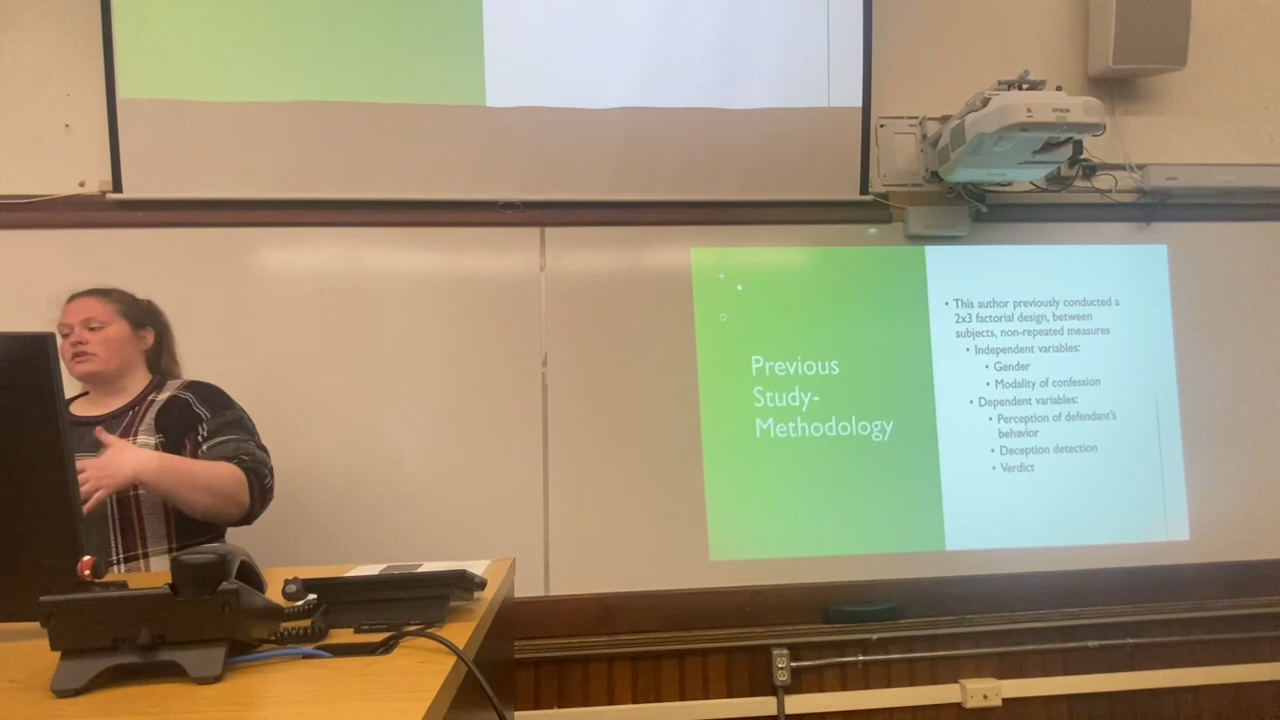 EPSON
Previous
Study-
Methodology
• This author previously conducted a
2x3 factorial design, between
subjects, non-repeated measures
• Independent variables:
• Gender
• Modality of confession
• Dependent variables:
• Perception of defendant's
behavior
• Deception detection
• Verdict